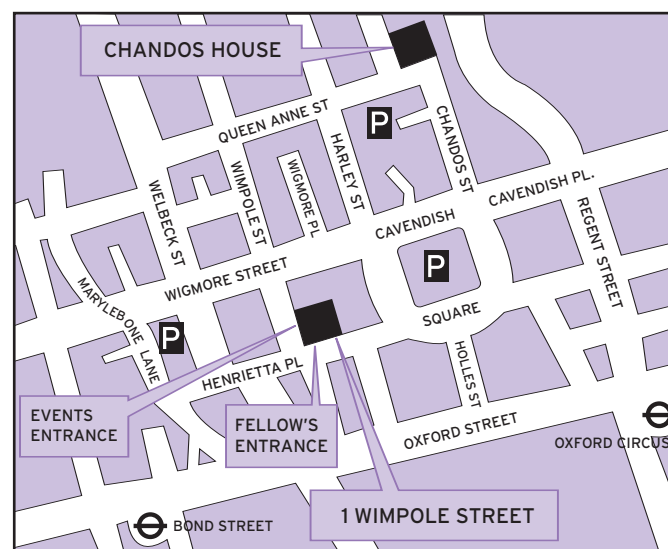 CHANDOS HOUSE
QUEEN ANNE ST
P
CHANDOS ST
HARLEY ST
WIMPOLE ST
WIGMORE PL
WELBECK ST
CAVENDISH PL.
CAVENDISH
REGENT STREET
WIGMORE STREET
P
MARYLEBONE LANE
SQUARE
P
HOLLES ST
HENRIETTA PL
EVENTS
ENTRANCE
FELLOW'S
ENTRANCE
OXFORD STREET
OXFORD CIRCUS
1 WIMPOLE STREET
BOND STREET